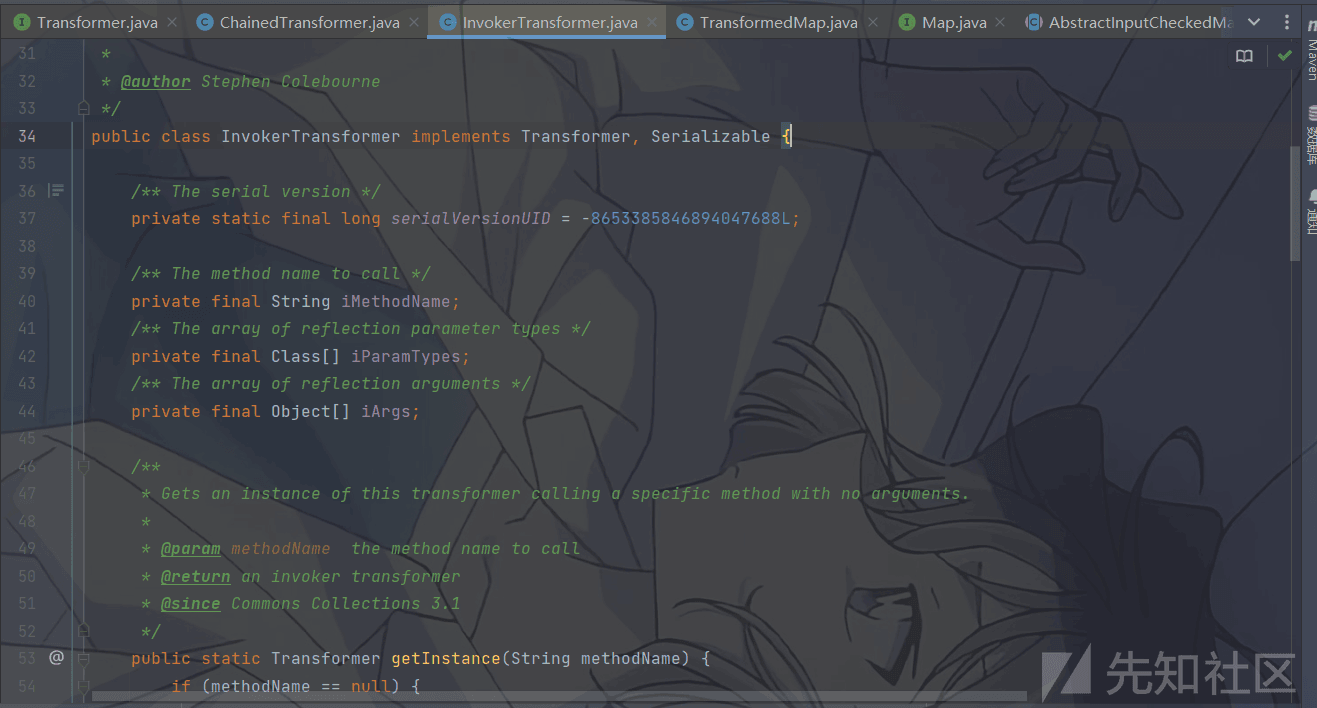 Transformer.java ChainedTransformer.java InvokerTransformer.java TransformedMap.java Map.java AbstractInputCheckedMa
31 *
32 * @author Stephen Colebourne
33 */
34 public class InvokerTransformer implements Transformer, Serializable {
35
36 /** The serial version */
37 private static final long serialVersionUID = -8653385846894047688L;
38
39 /** The method name to call */
40 private final String iMethodName;
41 /** The array of reflection parameter types */
42 private final Class[] iParamTypes;
43 /** The array of reflection arguments */
44 private final Object[] iArgs;
45
46 /**
47 * Gets an instance of this transformer calling a specific method with no arguments.
48 *
49 * @param methodName  the method name to call
50 * @return an invoker transformer
51 * @since Commons Collections 3.1
52 */
53 @ public static Transformer getInstance(String methodName) {
54 if (methodName == null) {
Maven
数据库
通知
先知社区